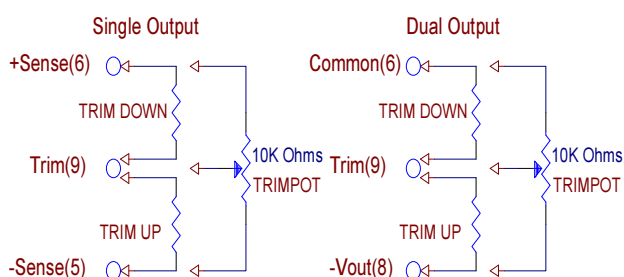 Single Output
Dual Output
+Sense(6)
Common(6)
TRIM DOWN
TRIM DOWN
10K Ohms
10K Ohms
Trim(9)
Trim(9)
TRIMPOT
TRIMPOT
TRIM UP
TRIM UP
-Sense(5)
-Vout(8)